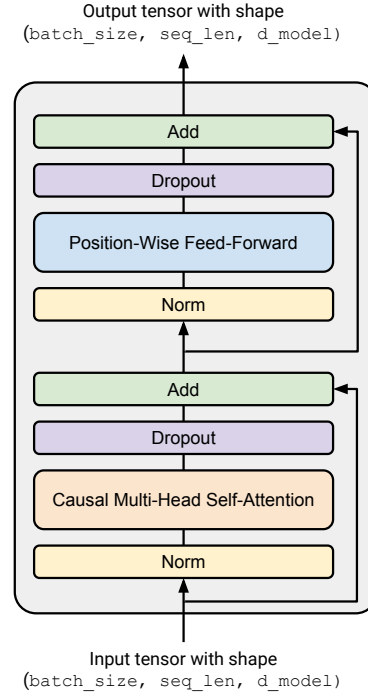 Output tensor with shape
(batch_size, seq_len, d_model)
Add
Dropout
Position-Wise Feed-Forward
Norm
Add
Dropout
Causal Multi-Head Self-Attention
Norm
Input tensor with shape
(batch_size, seq_len, d_model)